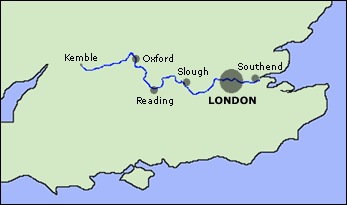 Kemble
Oxford
Reading
Slough
LONDON
Southend